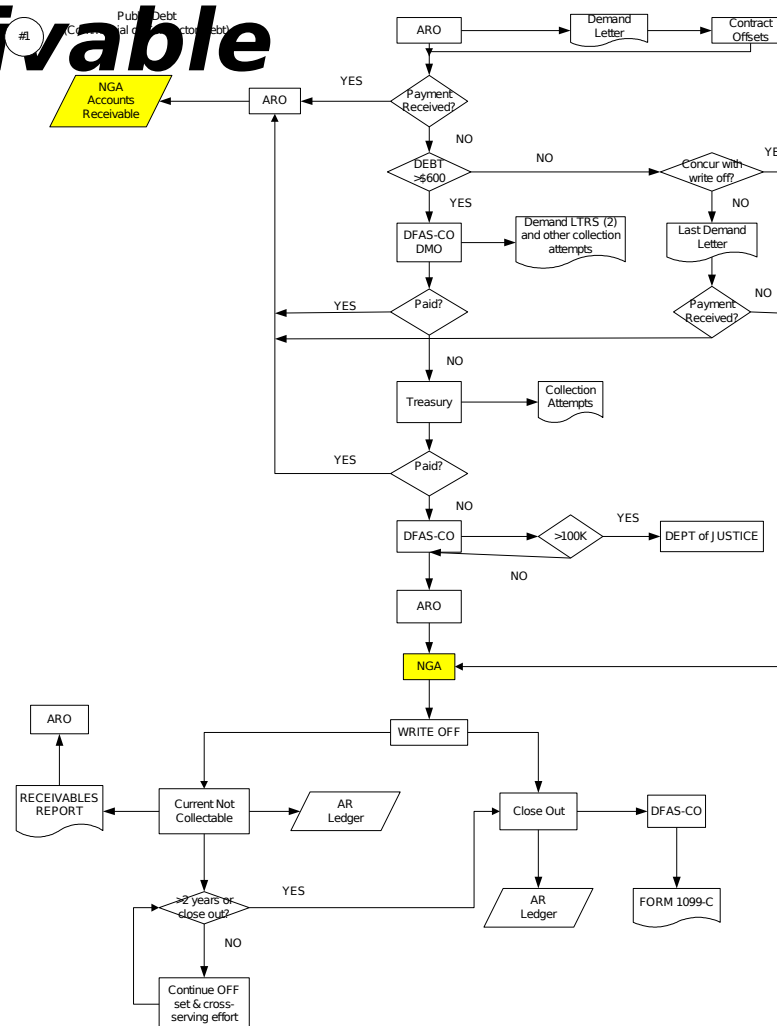 ivable
#1
Public Debt
ARO
Demand
Letter
Contract
Offsets
NGA
Accounts
Receivable
ARO
YES
Payment
Received?
NO
DEBT
>$600
NO
Concur with
write off?
YES
NO
DFAS-CO
DMO
Demand LTRS (2)
and other collection
attempts
Last Demand
Letter
YES
Paid?
Payment
Received?
NO
NO
Treasury
Collection
Attempts
YES
Paid?
NO
DFAS-CO
>100K
YES
DEPT of JUSTICE
NO
ARO
NGA
WRITE OFF
ARO
RECEIVABLES
REPORT
Current Not
Collectable
AR
Ledger
Close Out
DFAS-CO
>2 years or
close out?
YES
AR
Ledger
FORM 1099-C
NO
Continue OFF
set & cross-
serving effort